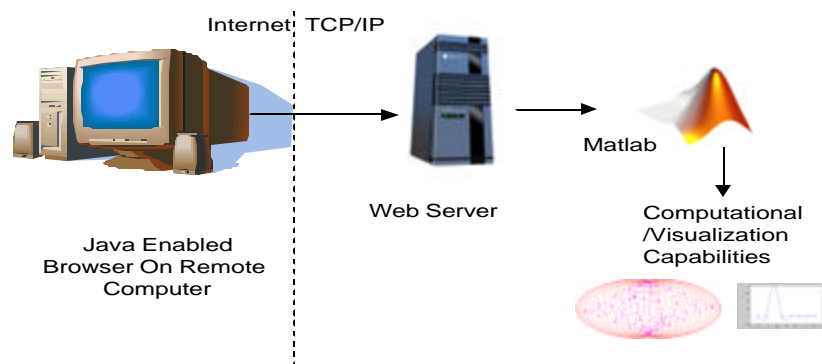 Internet TCP/IP
Matlab
Web Server
Java Enabled
Browser On Remote
Computer
Computational
/Visualization
Capabilities